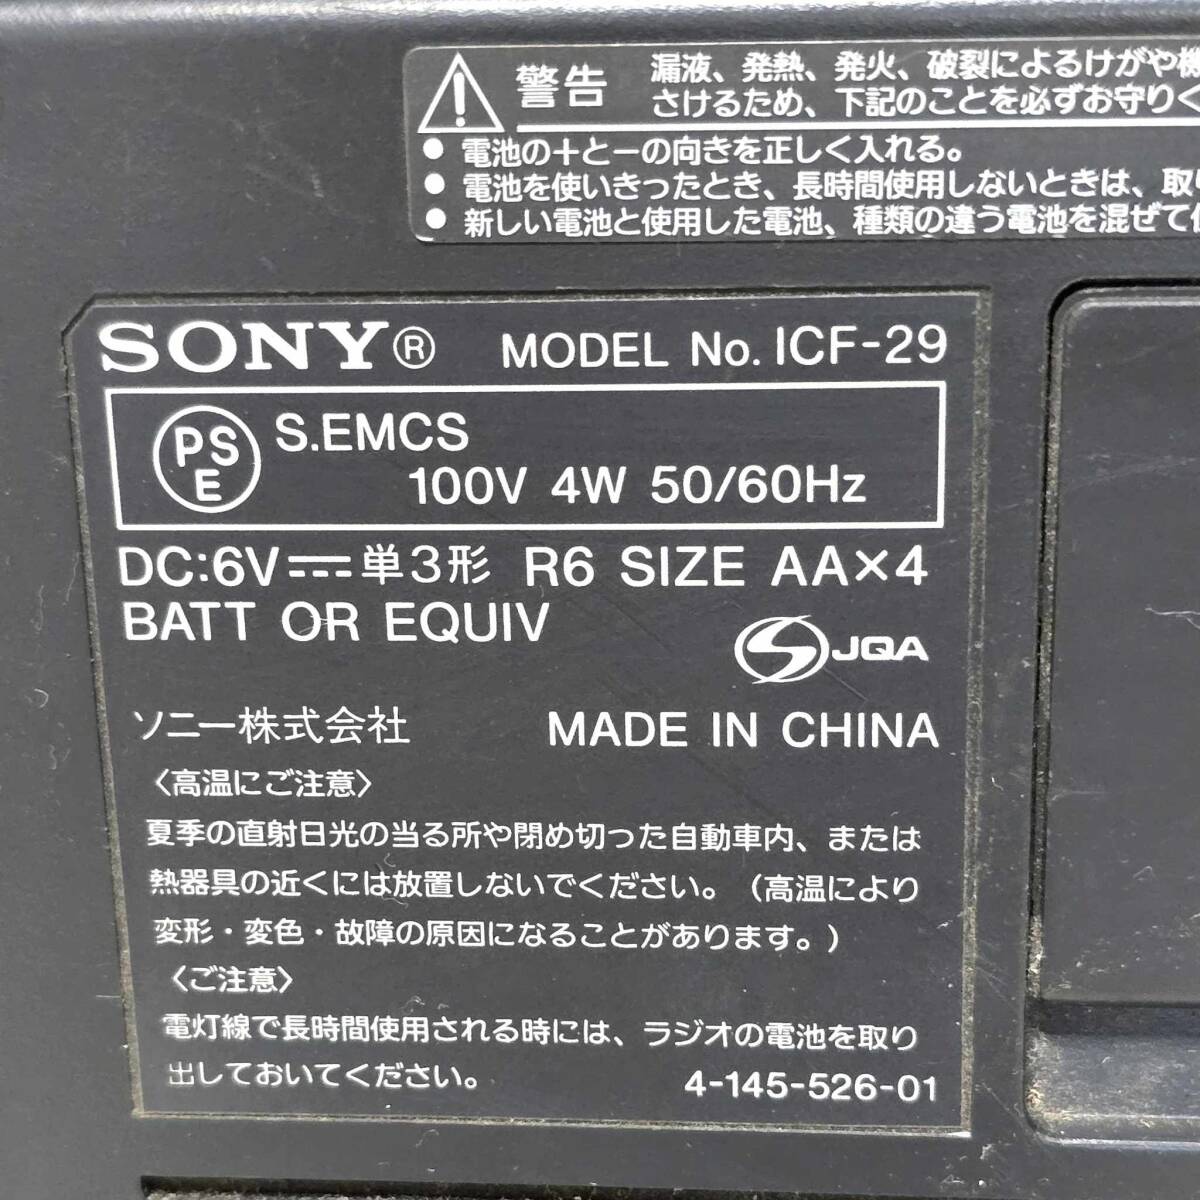 警告
漏液、発熱、発火、破裂によるけがや機
さけるため、下記のことを必ずお守りく
● 電池の＋と－の向きを正しく入れる。
● 電池を使いきったとき、長時間使用しないときは、取り
● 新しい電池と使用した電池、種類の違う電池を混ぜて使
SONY® MODEL No. ICF-29
PSE S.EMCS
100V 4W 50/60Hz
DC:6V⎓単3形 R6 SIZE AA×4
BATT OR EQUIV
JQA
ソニー株式会社 MADE IN CHINA
〈高温にご注意〉
夏季の直射日光の当る所や閉め切った自動車内、または
熱器具の近くには放置しないでください。（高温により
変形・変色・故障の原因になることがあります。）
〈ご注意〉
電灯線で長時間使用される時には、ラジオの電池を取り
出しておいてください。 4-145-526-01